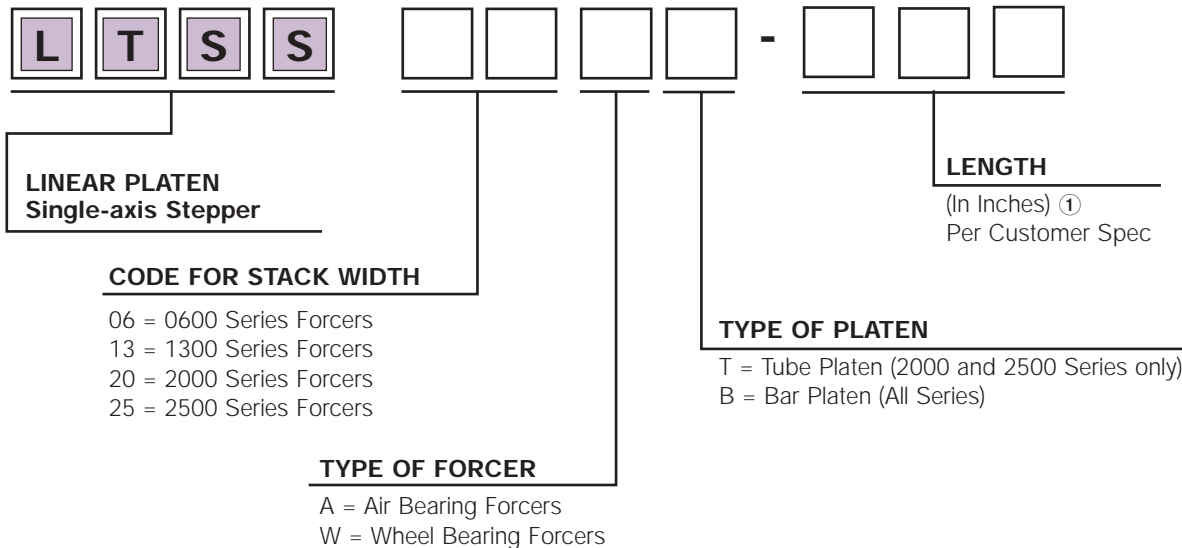 L T S S -
LINEAR PLATEN
Single-axis Stepper
LENGTH
(In Inches) ①
Per Customer Spec
CODE FOR STACK WIDTH
06 = 0600 Series Forcers
13 = 1300 Series Forcers
20 = 2000 Series Forcers
25 = 2500 Series Forcers
TYPE OF PLATEN
T = Tube Platen (2000 and 2500 Series only)
B = Bar Platen (All Series)
TYPE OF FORCER
A = Air Bearing Forcers
W = Wheel Bearing Forcers